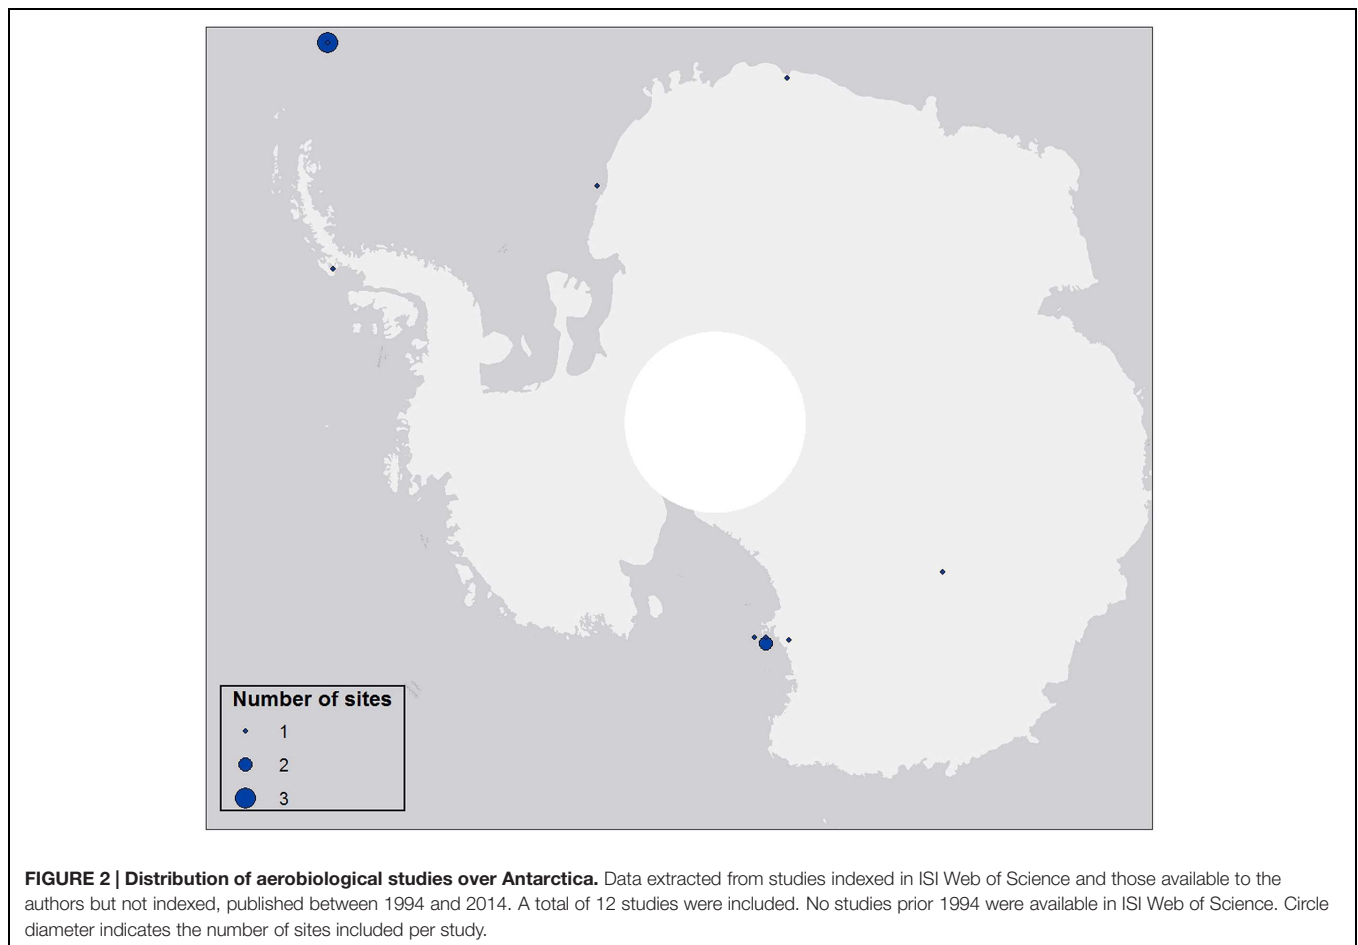 Number of sites
1
2
3
FIGURE 2 | Distribution of aerobiological studies over Antarctica. Data extracted from studies indexed in ISI Web of Science and those available to the
authors but not indexed, published between 1994 and 2014. A total of 12 studies were included. No studies prior 1994 were available in ISI Web of Science. Circle
diameter indicates the number of sites included per study.